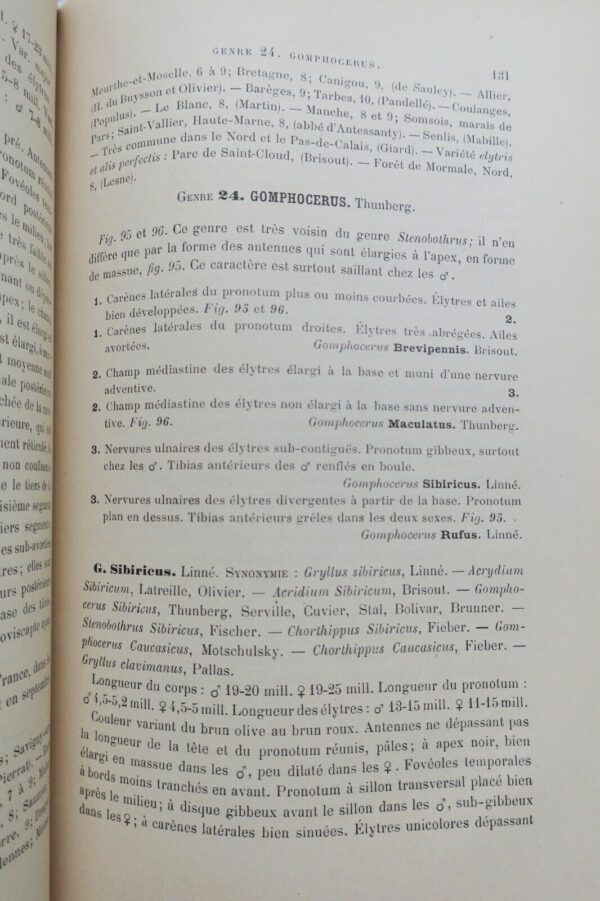 GENRE 24. GOMPHOCERUS. 131
Meurthe-et-Moselle, 6 à 9; Bretagne, 8; Canigou, 9, (de Saulcy). — Allier,
(H. du Buysson et Olivier). — Barèges, 9; Tarbes, 10, (Pandellé). — Coulanges,
(Populus). — Le Blanc, 8, (Martin). — Manche, 8 et 9; Somsois, marais de
Pars; Saint-Vallier, Haute-Marne, 8, (abbé d'Antessanty). — Senlis, (Mabille).
— Très commune dans le Nord et le Pas-de-Calais, (Giard). — Variété elytris
et alis perfectis : Parc de Saint-Cloud, (Brisout). — Forêt de Mormale, Nord,
8, (Lesne).
GENRE 24. GOMPHOCERUS. Thunberg.
Fig. 95 et 96. Ce genre est très voisin du genre Stenobothrus; il n'en
diffère que par la forme des antennes qui sont élargies à l'apex, en forme
de massue, fig. 95. Ce caractère est surtout saillant chez les ♂.
1. Carènes latérales du pronotum plus ou moins courbées. Élytres et ailes
bien développées. Fig. 95 et 96.
2.
1. Carènes latérales du pronotum droites. Élytres très abrégées. Ailes
avortées. Gomphocerus Brevipennis. Brisout.
2. Champ médiastine des élytres élargi à la base et muni d'une nervure
adventive.
3.
2. Champ médiastine des élytres non élargi à la base sans nervure adven-
tive. Fig. 96. Gomphocerus Maculatus. Thunberg.
3. Nervures ulnaires des élytres sub-contiguës. Pronotum gibbeux, surtout
chez les ♂. Tibias antérieurs des ♂ renflés en boule.
Gomphocerus Sibiricus. Linné.
3. Nervures ulnaires des élytres divergentes à partir de la base. Pronotum
plan en dessus. Tibias antérieurs grêles dans les deux sexes. Fig. 95.
Gomphocerus Rufus. Linné.
G. Sibiricus. Linné. SYNONYMIE : Gryllus sibiricus, Linné. — Acrydium
Sibiricum, Latreille, Olivier. — Acridium Sibiricum, Brisout. — Gompho-
cerus Sibiricus, Thunberg, Serville, Cuvier, Stal, Bolivar, Brunner. —
Stenobothrus Sibiricus, Fischer. — Chorthippus Sibiricus, Fieber. — Gom-
phocerus Caucasicus, Motschulsky. — Chorthippus Caucasicus, Fieber. —
Gryllus clavimanus, Pallas.
Longueur du corps : ♂ 19-20 mill. ♀ 19-25 mill. Longueur du pronotum :
♂ 4,5-5,2 mill. ♀ 4,5-5 mill. Longueur des élytres : ♂ 13-15 mill. ♀ 11-15 mill.
Couleur variant du brun olive au brun roux. Antennes ne dépassant pas
la longueur de la tête et du pronotum réunis, pâles; à apex noir, bien
élargi en massue dans les ♂, peu dilaté dans les ♀. Fovéoles temporales
à bords moins tranchés en avant. Pronotum à sillon transversal placé bien
après le milieu; à disque gibbeux avant le sillon dans les ♂, sub-gibbeux
dans les ♀; à carènes latérales bien sinuées. Élytres unicolores dépassant